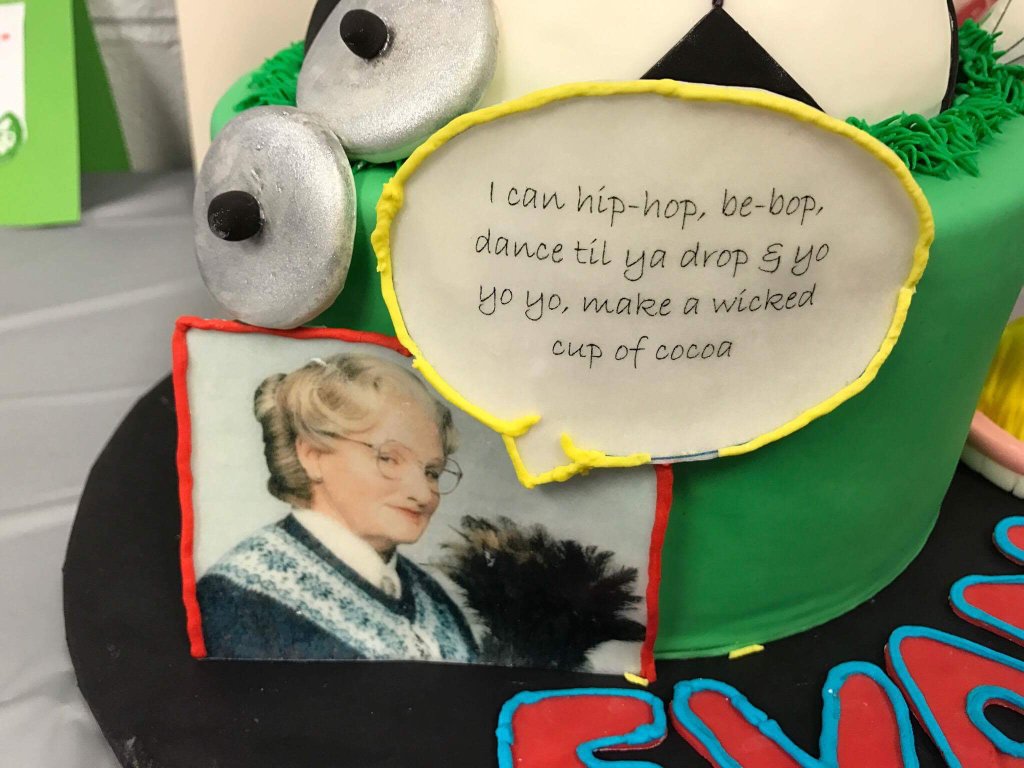 I can hip-hop, be-bop,
dance til ya drop & yo
yo yo, make a wicked
cup of cocoa